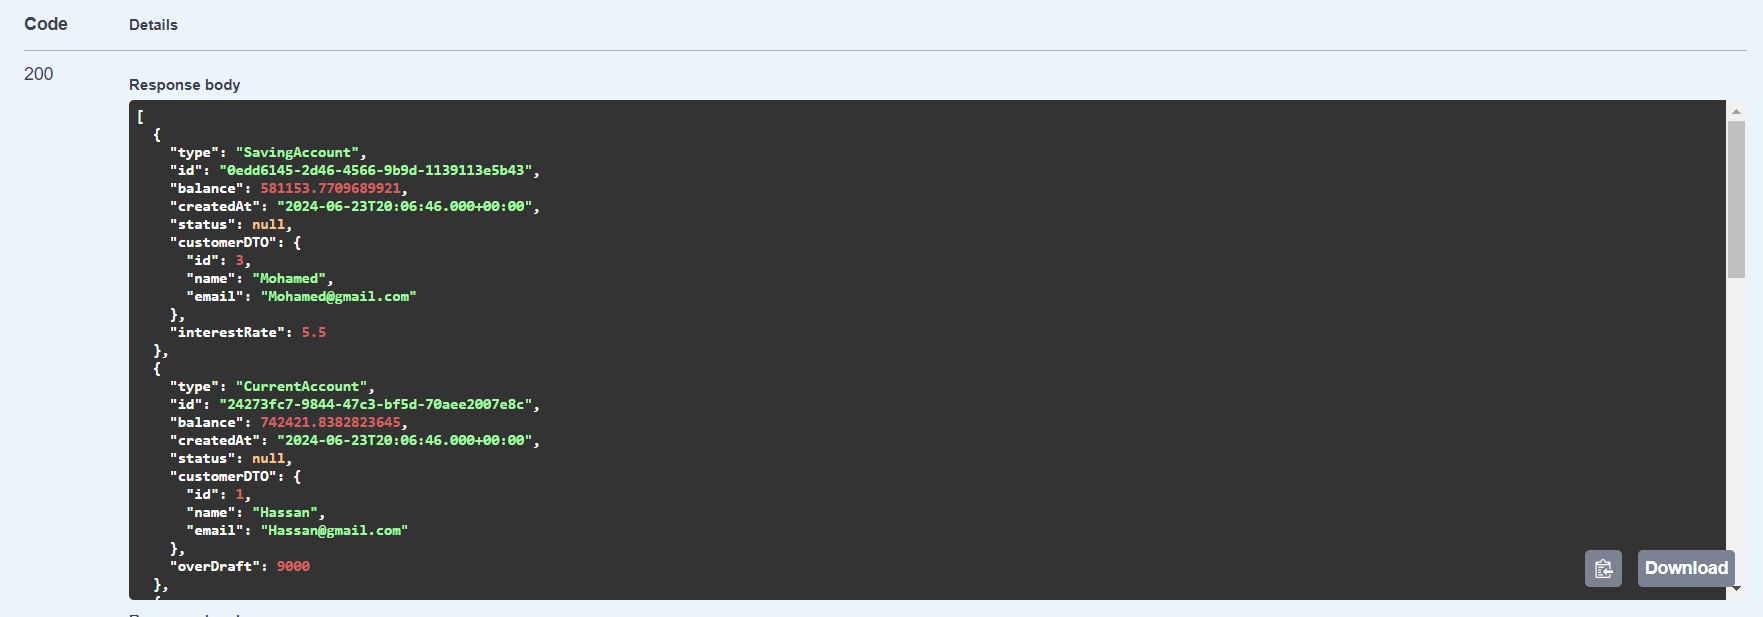 Code Details
200
Response body
[
  {
    "type": "SavingAccount",
    "id": "0edd6145-2d46-4566-9b9d-1139113e5b43",
    "balance": 581153.7709689921,
    "createdAt": "2024-06-23T20:06:46.000+00:00",
    "status": null,
    "customerDTO": {
      "id": 3,
      "name": "Mohamed",
      "email": "Mohamed@gmail.com"
    },
    "interestRate": 5.5
  },
  {
    "type": "CurrentAccount",
    "id": "24273fc7-9844-47c3-bf5d-70aee2007e8c",
    "balance": 742421.8382823645,
    "createdAt": "2024-06-23T20:06:46.000+00:00",
    "status": null,
    "customerDTO": {
      "id": 1,
      "name": "Hassan",
      "email": "Hassan@gmail.com"
    },
    "overDraft": 9000
  },
Download